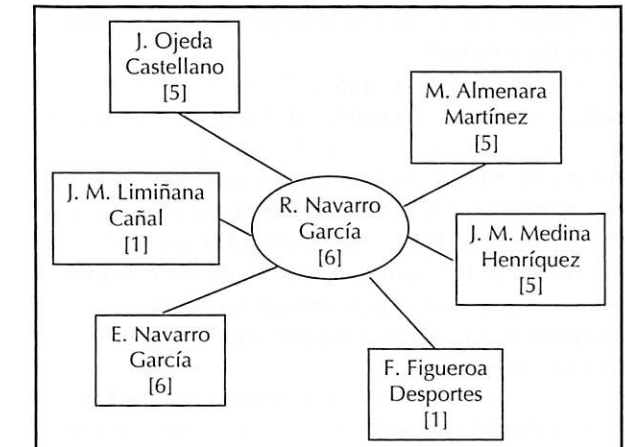 J. Ojeda
Castellano
[5]
M. Almenara
Martínez
[5]
J. M. Limiñana
Cañal
[1]
R. Navarro
García
[6]
J. M. Medina
Henríquez
[5]
E. Navarro
García
[6]
F. Figueroa
Desportes
[1]